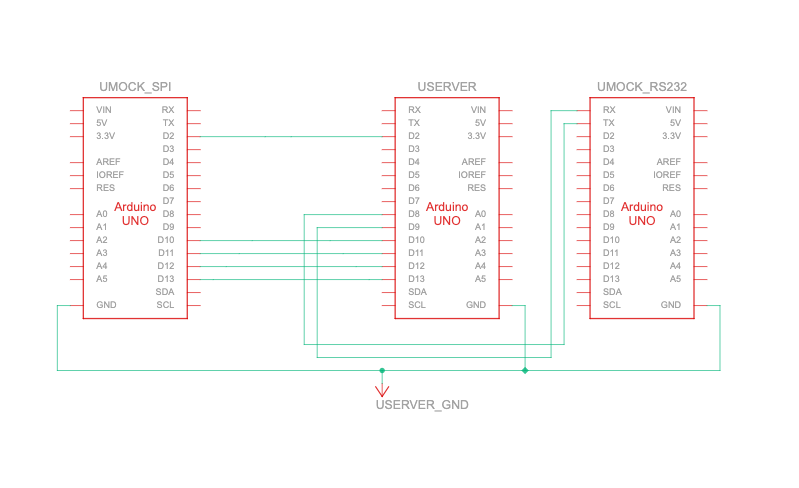 UMOCK_SPI
VIN RX
5V TX
3.3V D2
D3
AREF D4
IOREF D5
RES D6
D7
Arduino
UNO
A0 D8
A1 D9
A2 D10
A3 D11
A4 D12
A5 D13
SDA
GND SCL
USERVER
RX VIN
TX 5V
D2 3.3V
D3
D4 AREF
D5 IOREF
D6 RES
D7
Arduino
UNO
D8 A0
D9 A1
D10 A2
D11 A3
D12 A4
D13 A5
SDA
SCL GND
UMOCK_RS232
RX VIN
TX 5V
D2 3.3V
D3
D4 AREF
D5 IOREF
D6 RES
D7
Arduino
UNO
D8 A0
D9 A1
D10 A2
D11 A3
D12 A4
D13 A5
SDA
SCL GND
USERVER_GND